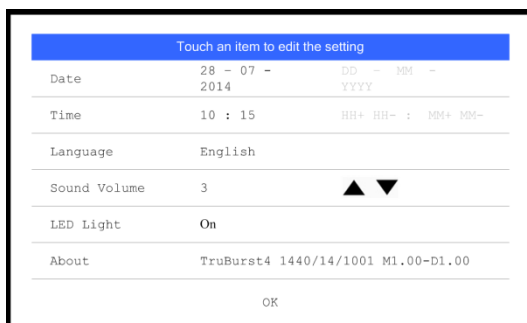 Touch an item to edit the setting
Date 28 – 07 – DD – MM –
2014 YYYY
Time 10 : 15 HH+ HH- : MM+ MM-
Language English
Sound Volume 3
LED Light On
About TruBurst4 1440/14/1001 M1.00-D1.00
OK